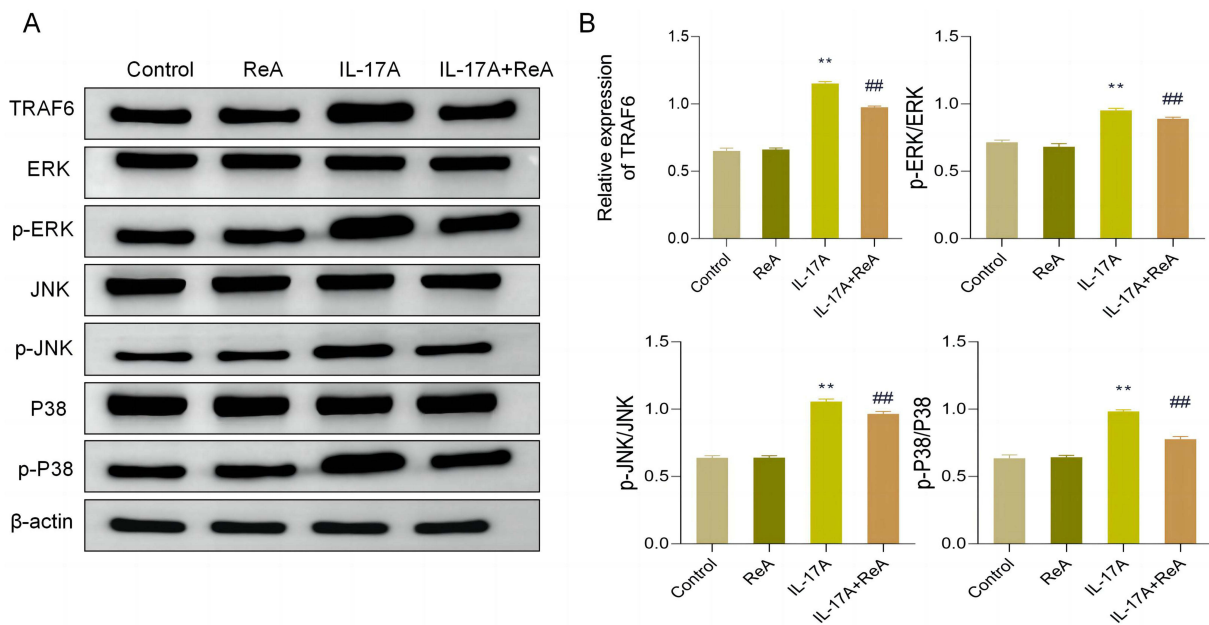 A
Control ReA IL-17A IL-17A+ReA
TRAF6
ERK
p-ERK
JNK
p-JNK
P38
p-P38
β-actin
B
Relative expression
of TRAF6
1.5
1.0
0.5
0.0
**
##
Control ReA IL-17A IL-17A+ReA
p-ERK/ERK
1.5
1.0
0.5
0.0
**
##
Control ReA IL-17A IL-17A+ReA
p-JNK/JNK
1.5
1.0
0.5
0.0
**
##
Control ReA IL-17A IL-17A+ReA
p-P38/P38
1.5
1.0
0.5
0.0
**
##
Control ReA IL-17A IL-17A+ReA